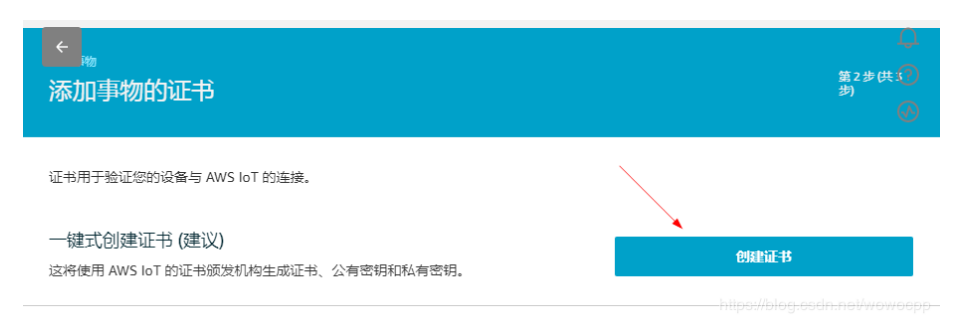 事物
添加事物的证书
第 2 步 (共 3
步)
证书用于验证您的设备与 AWS IoT 的连接。
一键式创建证书 (建议)
这将使用 AWS IoT 的证书颁发机构生成证书、公有密钥和私有密钥。
创建证书
https://blog.csdn.net/wowocpp